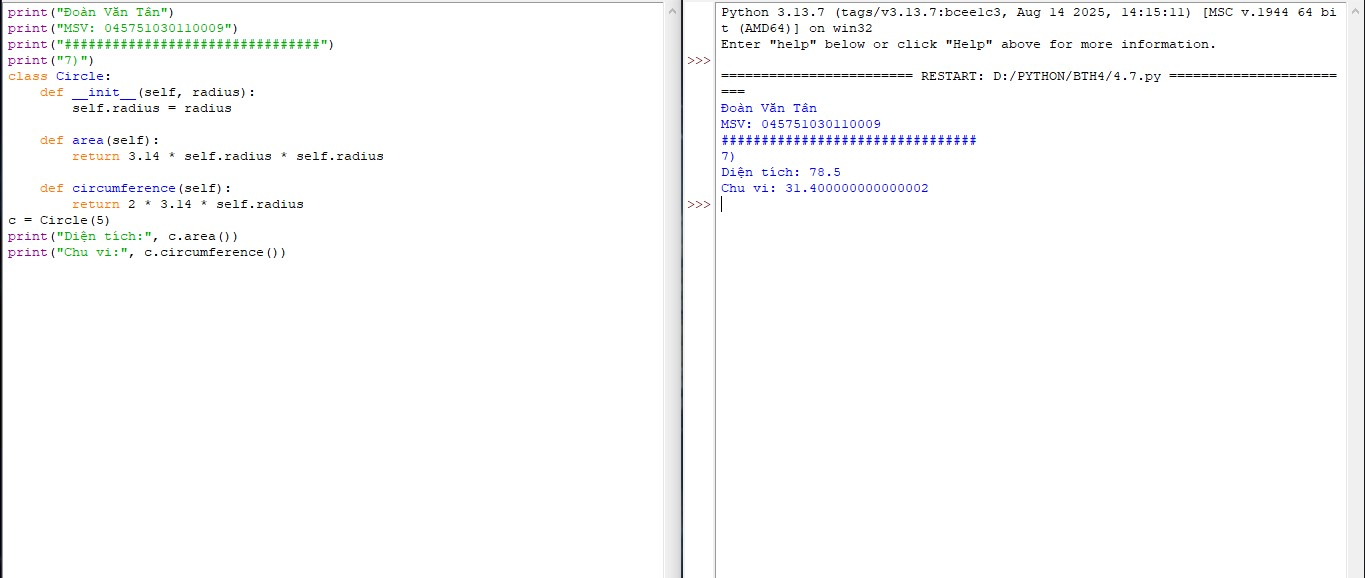 print("Đoàn Văn Tân")
print("MSV: 045751030110009")
print("################################")
print("7)")
class Circle:
    def __init__(self, radius):
        self.radius = radius
    def area(self):
        return 3.14 * self.radius * self.radius
    def circumference(self):
        return 2 * 3.14 * self.radius
c = Circle(5)
print("Diện tích:", c.area())
print("Chu vi:", c.circumference())
Python 3.13.7 (tags/v3.13.7:bcee1c3, Aug 14 2025, 14:15:11) [MSC v.1944 64 bi
t (AMD64)] on win32
Enter "help" below or click "Help" above for more information.
>>>
======================== RESTART: D:/PYTHON/BTH4/4.7.py =====================
===
Đoàn Văn Tân
MSV: 045751030110009
################################
7)
Diện tích: 78.5
Chu vi: 31.400000000000002
>>>